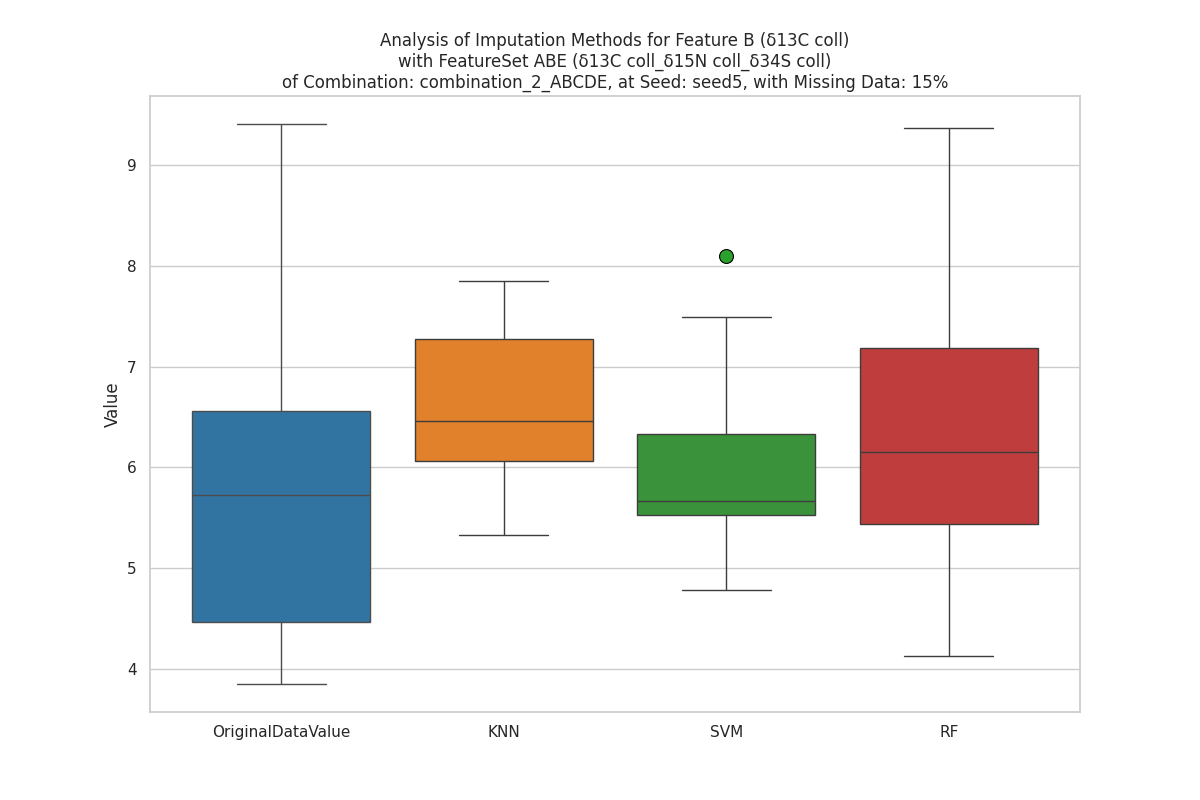 Analysis of Imputation Methods for Feature B (δ13C coll)
with FeatureSet ABE (δ13C coll_δ15N coll_δ34S coll)
of Combination: combination_2_ABCDE, at Seed: seed5, with Missing Data: 15%
Value
9
8
7
6
5
4
OriginalDataValue KNN SVM RF